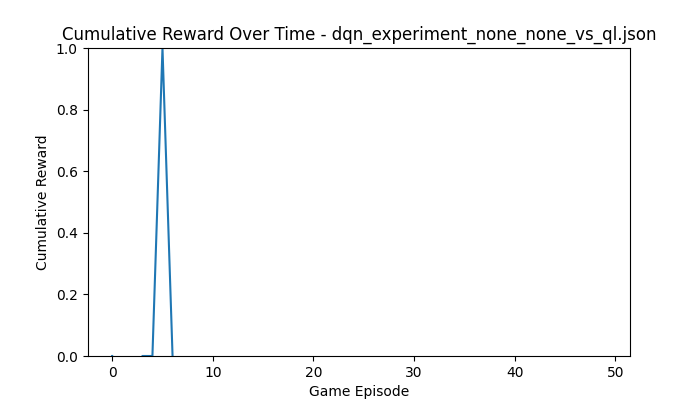 Cumulative Reward Over Time - dqn_experiment_none_none_vs_ql.json
1.0
0.8
0.6
0.4
0.2
0.0
Cumulative Reward
0 10 20 30 40 50
Game Episode